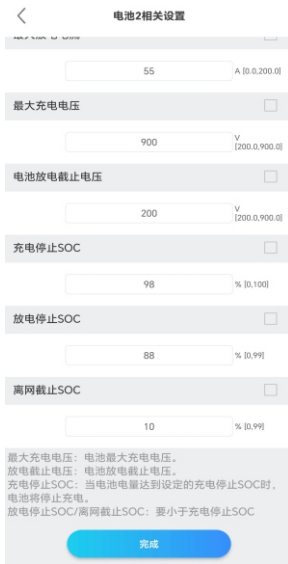 电池2相关设置
55
A [0.0,200.0]
最大充电电压
900
V
[200.0,900.0]
电池放电截止电压
200
V
[200.0,900.0]
充电停止SOC
98
% [0,100]
放电停止SOC
88
% [0,99]
离网截止SOC
10
% [0,99]
最大充电电压：电池最大充电电压。
放电截止电压：电池放电截止电压。
充电停止SOC：当电池电量达到设定的充电停止SOC时，
电池将停止充电。
放电停止SOC/离网截止SOC：要小于充电停止SOC
完成